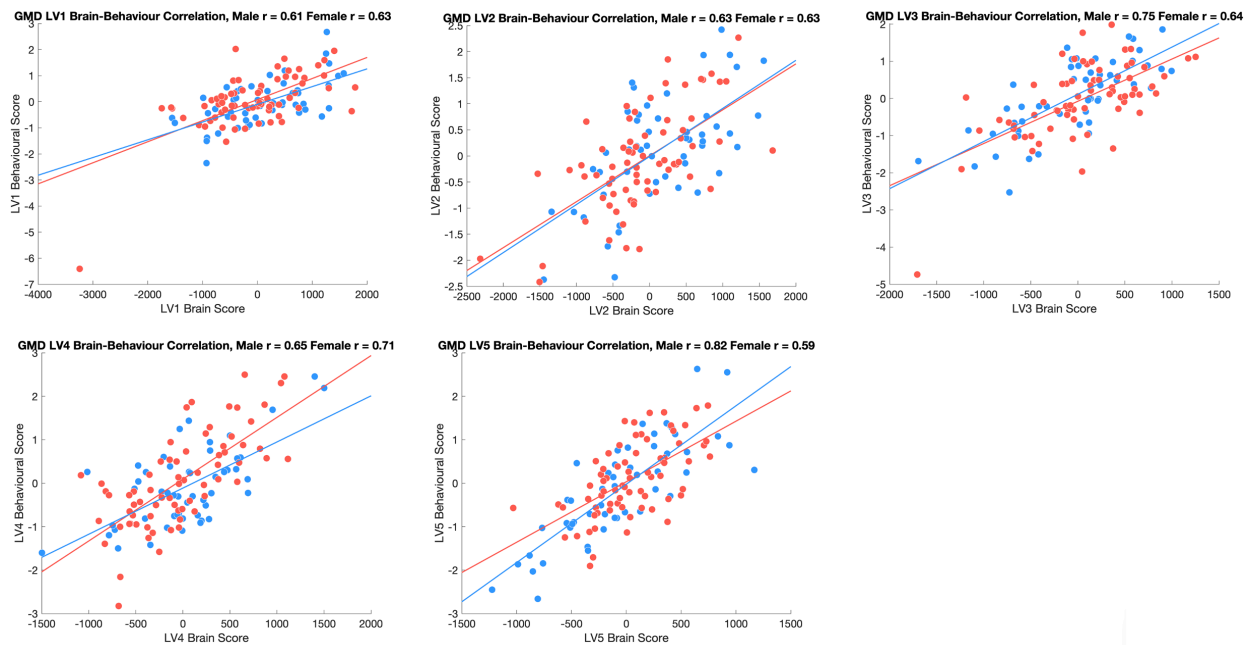 GMD LV1 Brain-Behaviour Correlation, Male r = 0.61 Female r = 0.63
3
2
1
0
-1
-2
-3
-4
-5
-6
-7
LV1 Behavioural Score
-4000 -3000 -2000 -1000 0 1000 2000
LV1 Brain Score
GMD LV2 Brain-Behaviour Correlation, Male r = 0.63 Female r = 0.63
2.5
2
1.5
1
0.5
0
-0.5
-1
-1.5
-2
2.5
LV2 Behavioural Score
-2500 -2000 -1500 -1000 -500 0 500 1000 1500 2000
LV2 Brain Score
GMD LV3 Brain-Behaviour Correlation, Male r = 0.75 Female r = 0.64
2
1
0
-1
-2
-3
-4
-5
LV3 Behavioural Score
-2000 -1500 -1000 -500 0 500 1000 1500
LV3 Brain Score
GMD LV4 Brain-Behaviour Correlation, Male r = 0.65 Female r = 0.71
3
2
1
0
-1
-2
-3
LV4 Behavioural Score
-1500 -1000 -500 0 500 1000 1500 2000
LV4 Brain Score
GMD LV5 Brain-Behaviour Correlation, Male r = 0.82 Female r = 0.59
3
2
1
0
-1
-2
-3
LV5 Behavioural Score
-1500 -1000 -500 0 500 1000 1500
LV5 Brain Score